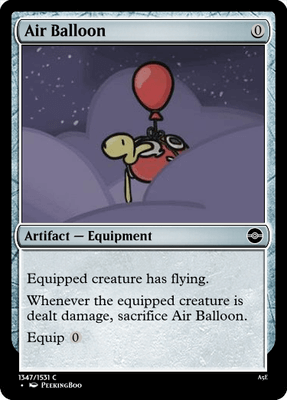 Air Balloon 0
Artifact — Equipment
Equipped creature has flying.
Whenever the equipped creature is
dealt damage, sacrifice Air Balloon.
Equip 0
1347/1531 C AşE
• PeekingBoo